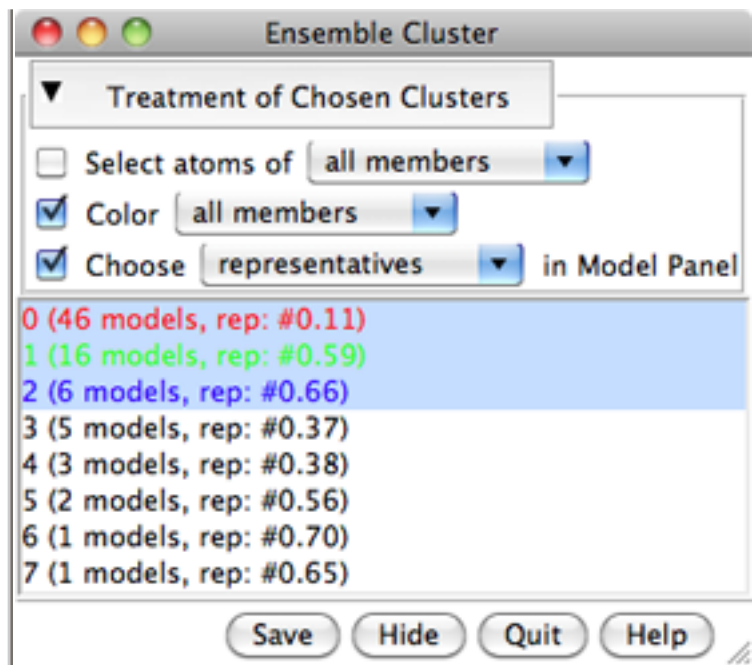 Ensemble Cluster
Treatment of Chosen Clusters
Select atoms of all members
Color all members
Choose representatives in Model Panel
0 (46 models, rep: #0.11)
1 (16 models, rep: #0.59)
2 (6 models, rep: #0.66)
3 (5 models, rep: #0.37)
4 (3 models, rep: #0.38)
5 (2 models, rep: #0.56)
6 (1 models, rep: #0.70)
7 (1 models, rep: #0.65)
Save Hide Quit Help